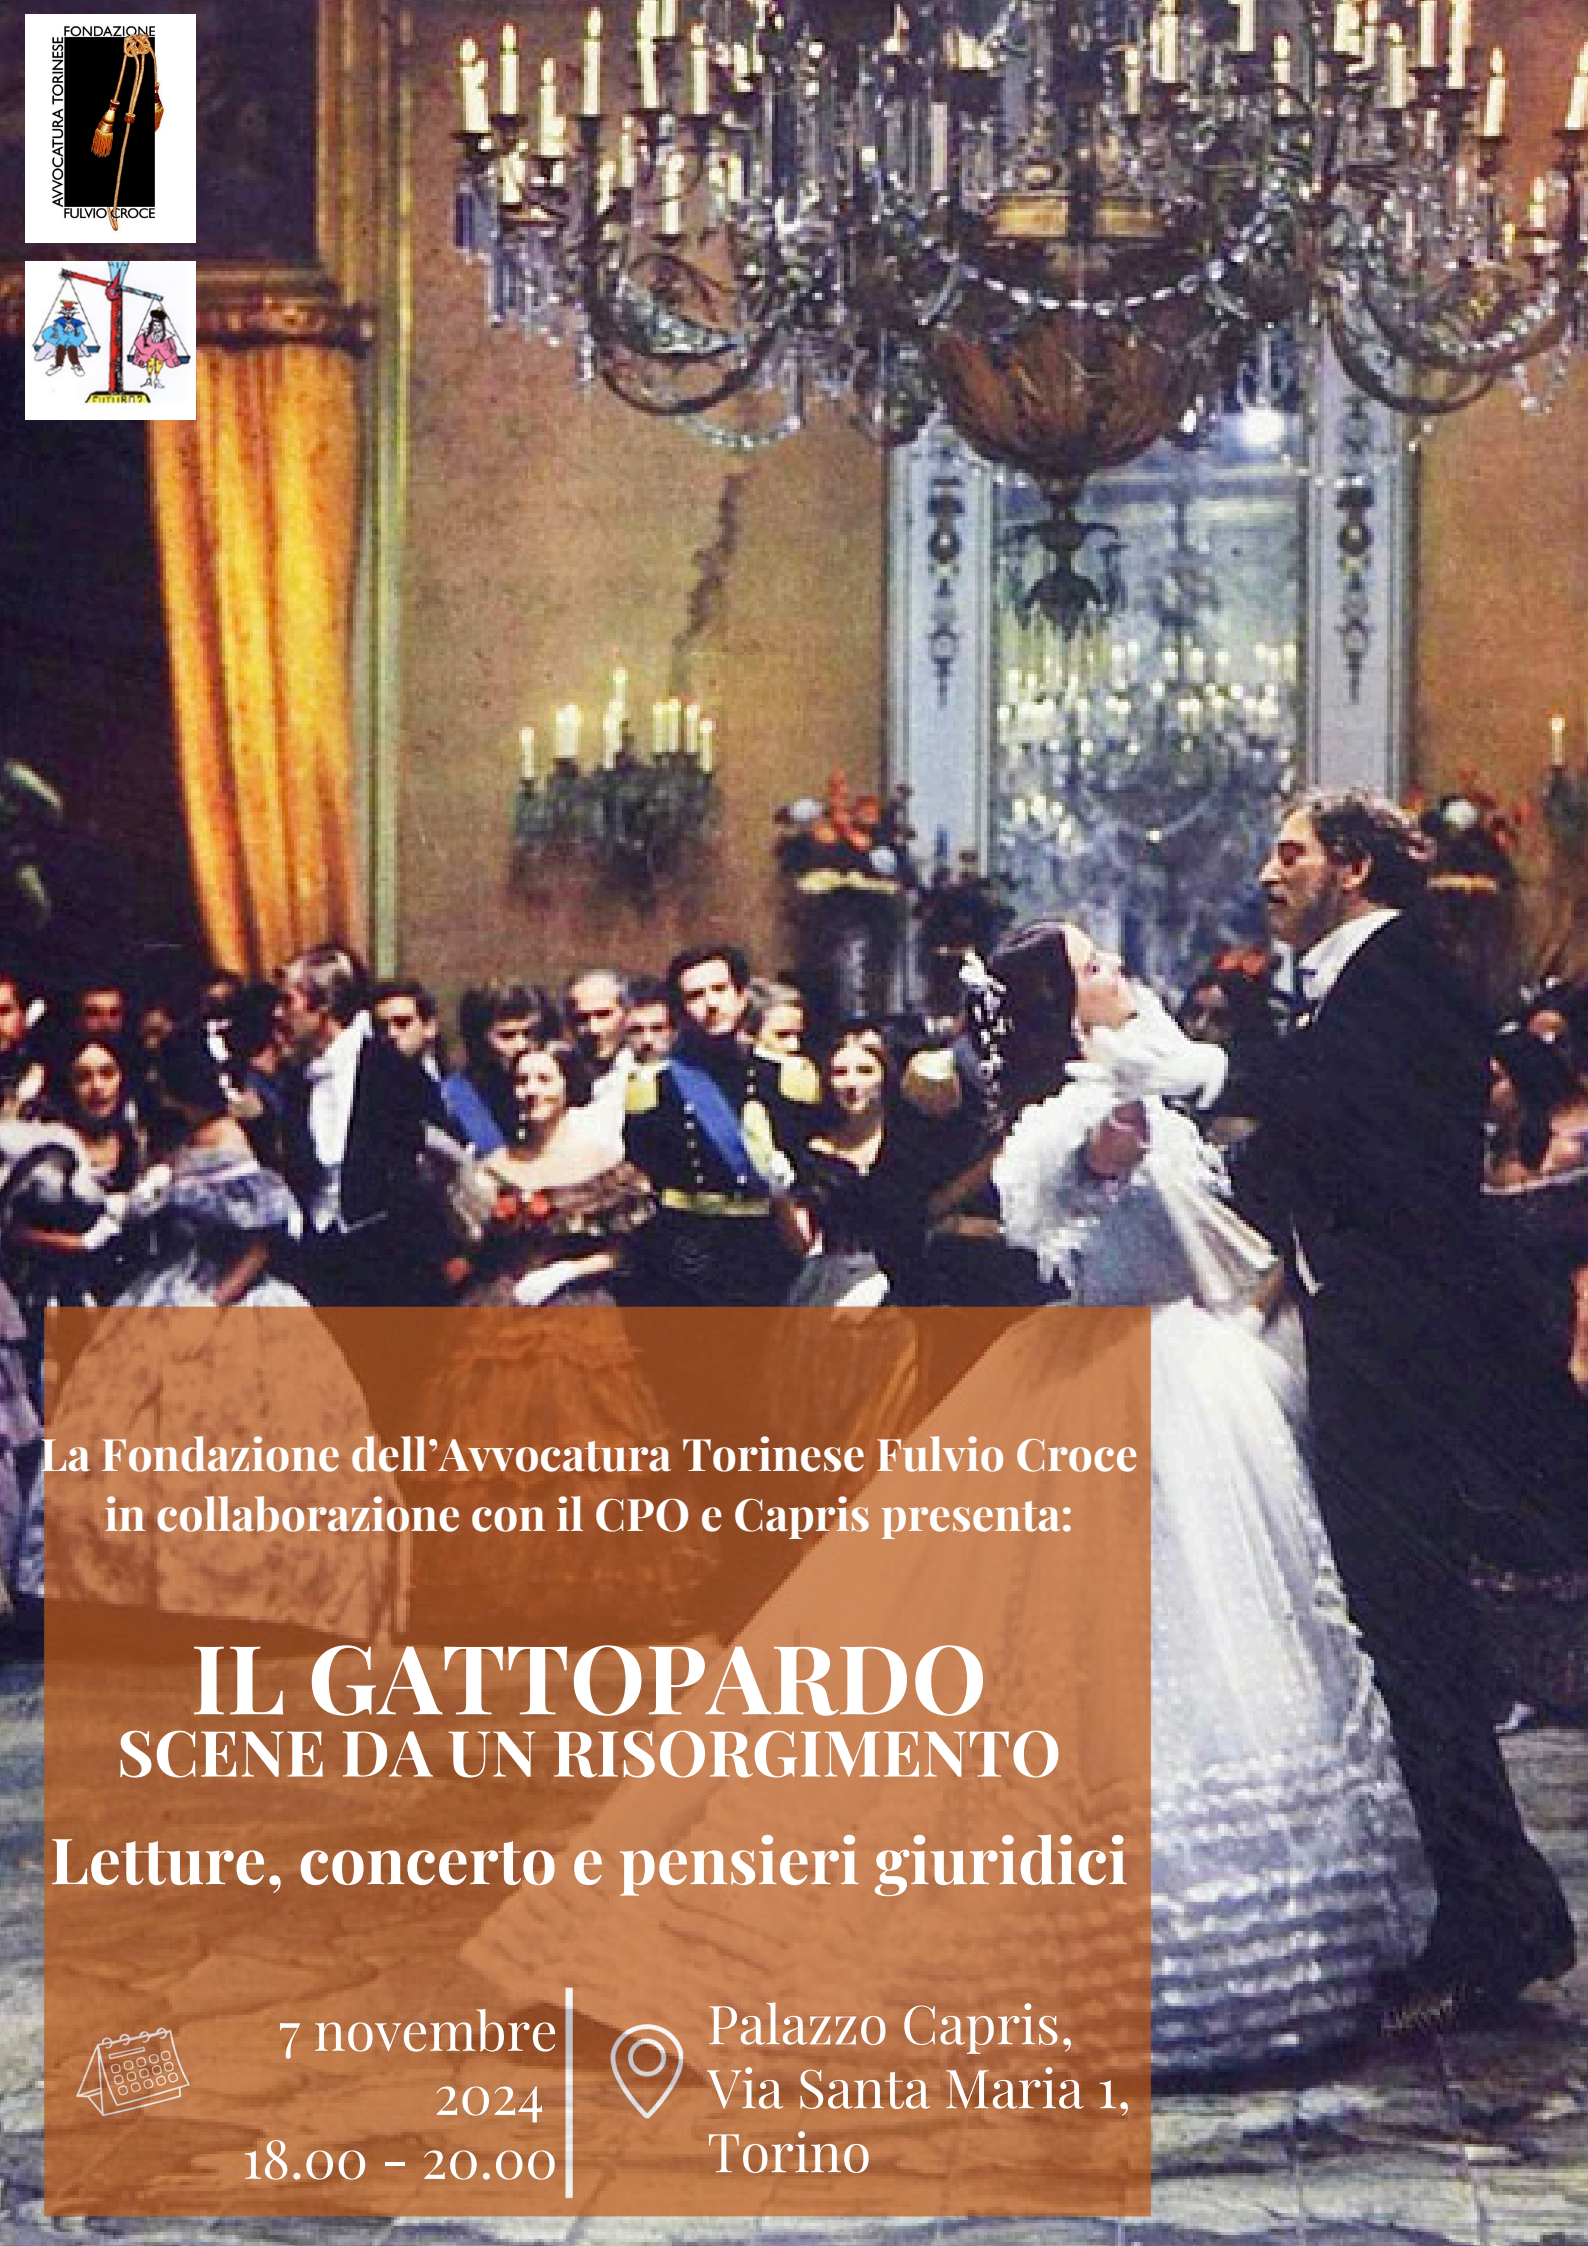 FONDAZIONE
AVVOCATURA TORINESE
FULVIO CROCE
La Fondazione dell’Avvocatura Torinese Fulvio Croce
in collaborazione con il CPO e Capris presenta:
IL GATTOPARDO
SCENE DA UN RISORGIMENTO
Letture, concerto e pensieri giuridici
7 novembre
2024
18.00 - 20.00
Palazzo Capris,
Via Santa Maria 1,
Torino